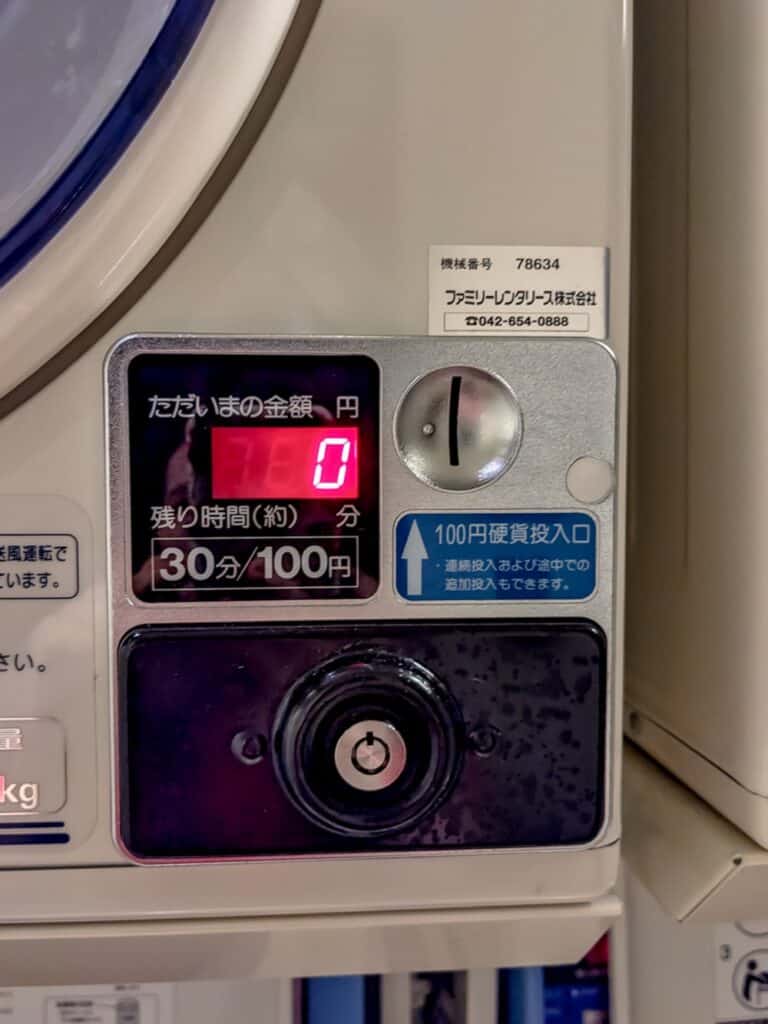 機械番号 78634
ファミリーレンタリース株式会社
☎042-654-0888
ただいまの金額 円
0
残り時間(約) 分
30分/100円
100円硬貨投入口
・連続投入および途中での
追加投入もできます。
送風運転で
ています。
さい。
量
kg
3